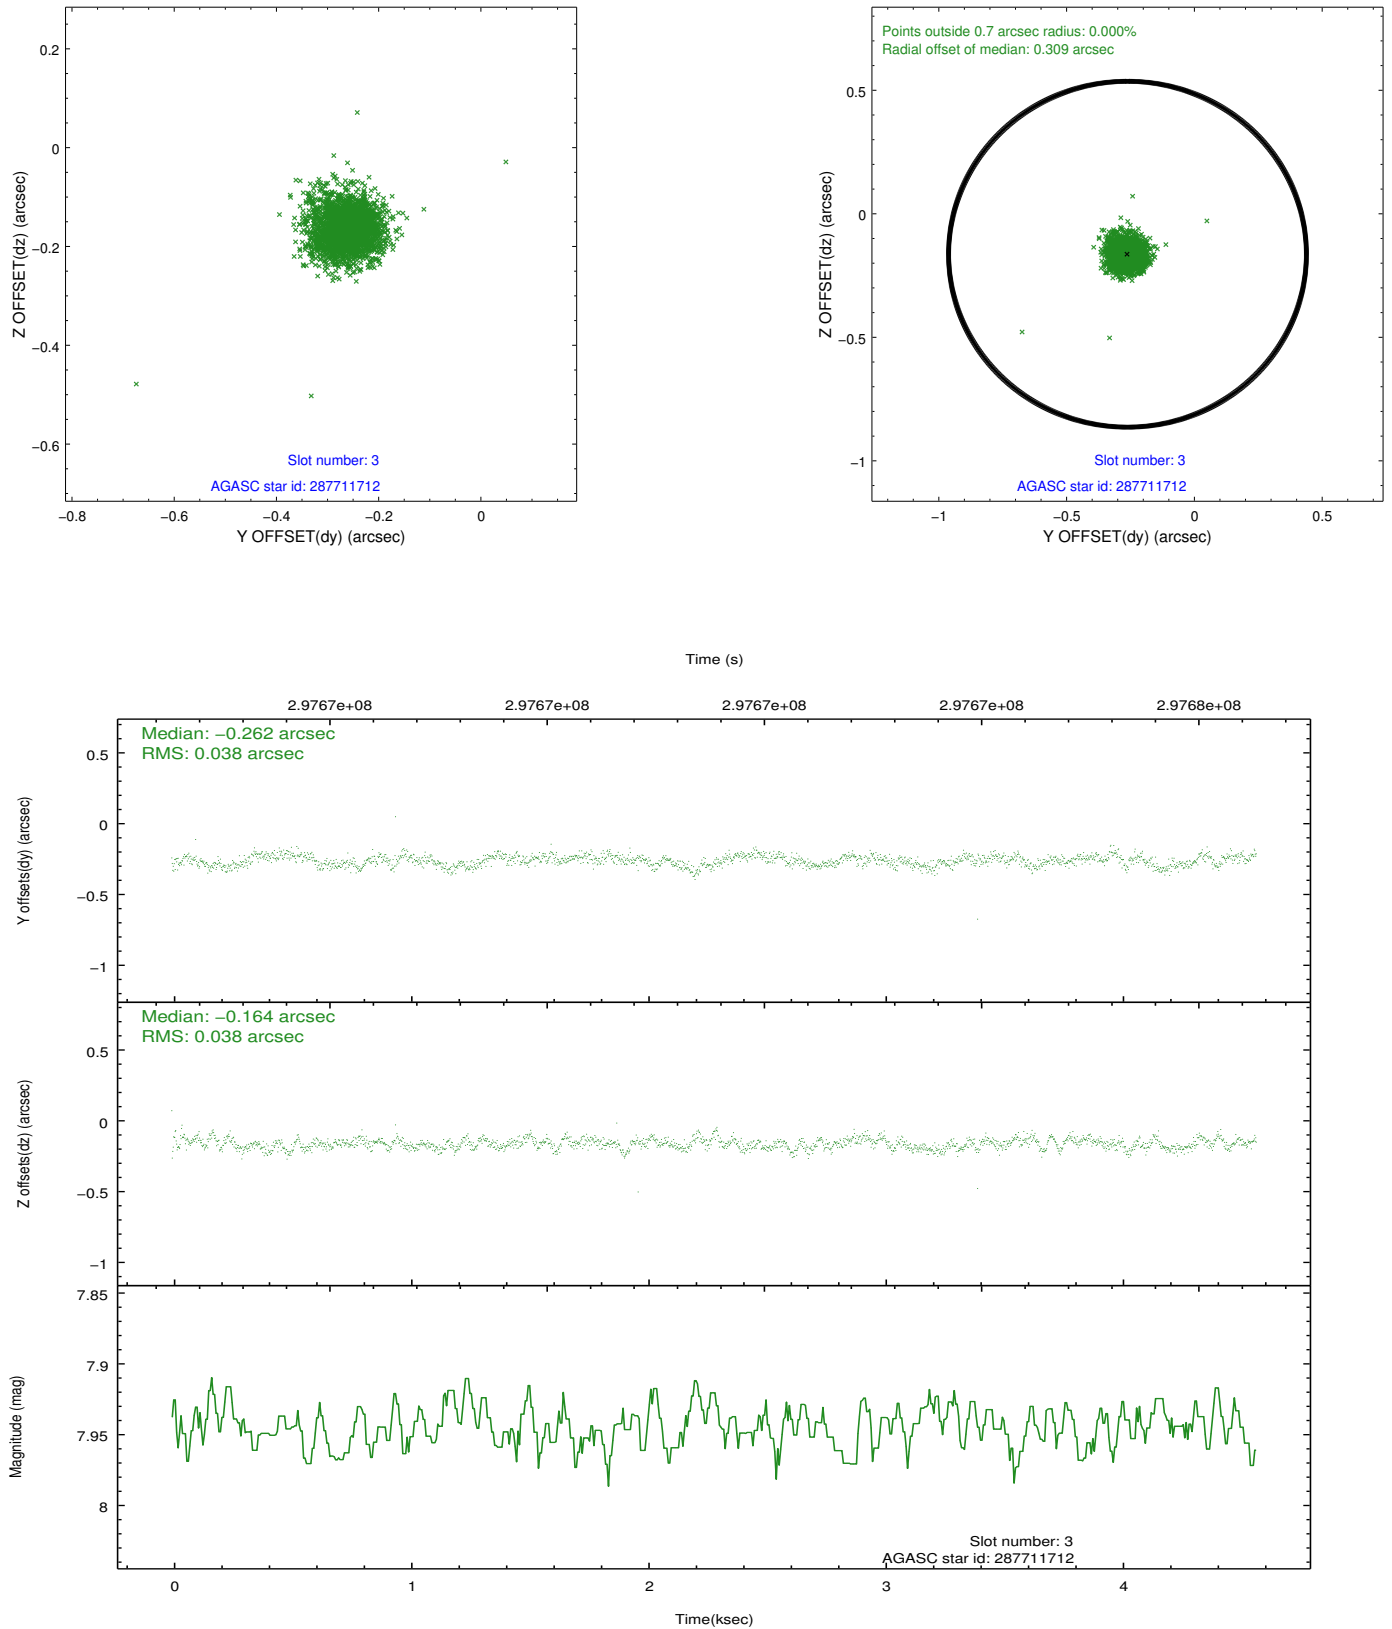 0.2
0
−0.2
−0.4
−0.6
Z OFFSET(dz) (arcsec)
Slot number: 3
AGASC star id: 287711712
−0.8
−0.6
−0.4
−0.2
0
Y OFFSET(dy) (arcsec)
Points outside 0.7 arcsec radius: 0.000%
Radial offset of median: 0.309 arcsec
0.5
0
−0.5
−1
Z OFFSET(dz) (arcsec)
Slot number: 3
AGASC star id: 287711712
−1
−0.5
0
0.5
Y OFFSET(dy) (arcsec)
Time (s)
2.9767e+08
2.9767e+08
2.9767e+08
2.9767e+08
2.9768e+08
Median: −0.262 arcsec
RMS: 0.038 arcsec
0.5
0
−0.5
−1
Y offsets(dy) (arcsec)
Median: −0.164 arcsec
RMS: 0.038 arcsec
0.5
0
−0.5
−1
Z offsets(dz) (arcsec)
7.85
7.9
7.95
8
Magnitude (mag)
Slot number: 3
AGASC star id: 287711712
0
1
2
3
4
Time(ksec)